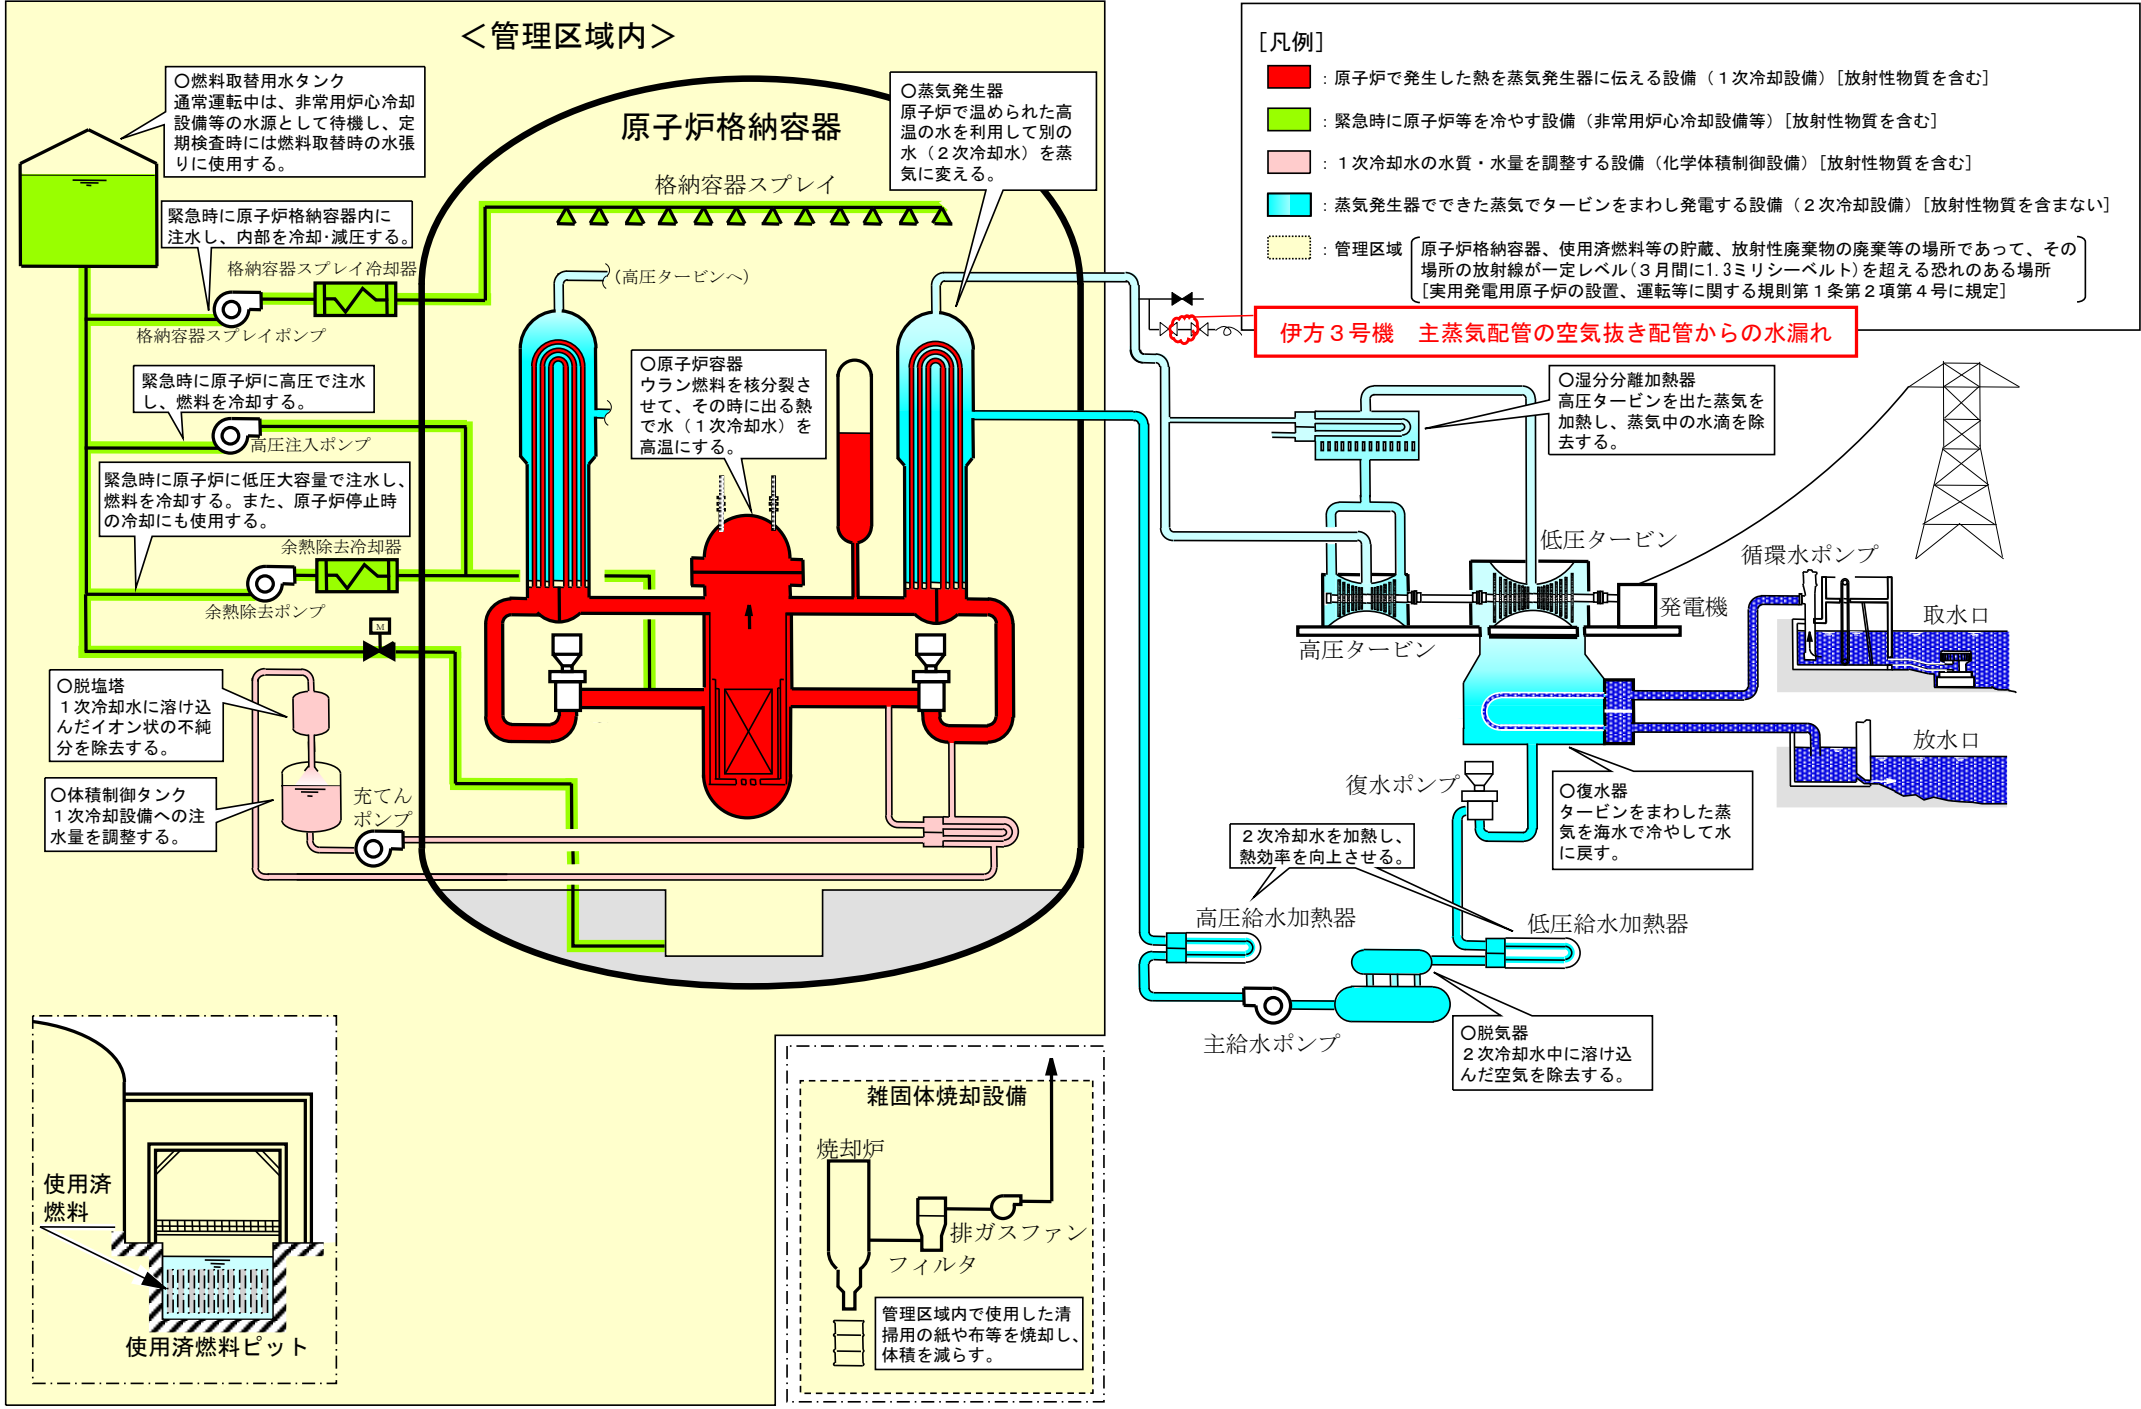 ＜管理区域内＞
○燃料取替用水タンク
通常運転中は、非常用炉心冷却
設備等の水源として待機し、定
期検査時には燃料取替時の水張
りに使用する。
緊急時に原子炉格納容器内に
注水し、内部を冷却･減圧する。
格納容器スプレイ冷却器
格納容器スプレイポンプ
緊急時に原子炉に高圧で注水
し、燃料を冷却する。
高圧注入ポンプ
緊急時に原子炉に低圧大容量で注水し、
燃料を冷却する。また、原子炉停止時
の冷却にも使用する。
余熱除去冷却器
余熱除去ポンプ
M
○脱塩塔
１次冷却水に溶け込
んだイオン状の不純
分を除去する。
○体積制御タンク
１次冷却設備への注
水量を調整する。
充てん
ポンプ
原子炉格納容器
格納容器スプレイ
(高圧タービンへ)
○蒸気発生器
原子炉で温められた高
温の水を利用して別の
水（２次冷却水）を蒸
気に変える。
○原子炉容器
ウラン燃料を核分裂さ
せて、その時に出る熱
で水（１次冷却水）を
高温にする。
[凡例]
：原子炉で発生した熱を蒸気発生器に伝える設備（１次冷却設備）[放射性物質を含む]
：緊急時に原子炉等を冷やす設備（非常用炉心冷却設備等）[放射性物質を含む]
：１次冷却水の水質・水量を調整する設備（化学体積制御設備）[放射性物質を含む]
：蒸気発生器でできた蒸気でタービンをまわし発電する設備（２次冷却設備）[放射性物質を含まない]
：管理区域
原子炉格納容器、使用済燃料等の貯蔵、放射性廃棄物の廃棄等の場所であって、その
場所の放射線が一定レベル(３月間に1.3ミリシーベルト)を超える恐れのある場所
[実用発電用原子炉の設置、運転等に関する規則第１条第２項第４号に規定]
伊方３号機　主蒸気配管の空気抜き配管からの水漏れ
○湿分分離加熱器
高圧タービンを出た蒸気を
加熱し、蒸気中の水滴を除
去する。
低圧タービン
高圧タービン
発電機
循環水ポンプ
取水口
放水口
復水ポンプ
○復水器
タービンをまわした蒸
気を海水で冷やして水
に戻す。
２次冷却水を加熱し、
熱効率を向上させる。
高圧給水加熱器
低圧給水加熱器
主給水ポンプ
○脱気器
２次冷却水中に溶け込
んだ空気を除去する。
使用済
燃料
使用済燃料ピット
雑固体焼却設備
焼却炉
排ガスファン
フィルタ
管理区域内で使用した清
掃用の紙や布等を焼却し、
体積を減らす。